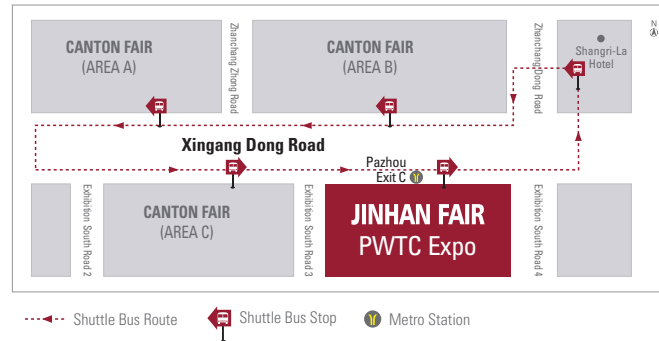 CANTON FAIR
(AREA A)
Zhanchang Zhong Road
CANTON FAIR
(AREA B)
Zhanchang Dong Road
Shangri-La
Hotel
N
Xingang Dong Road
Pazhou
Exit C
Exhibition South Road 2
CANTON FAIR
(AREA C)
Exhibition South Road 3
JINHAN FAIR
PWTC Expo
Exhibition South Road 4
Shuttle Bus Route
Shuttle Bus Stop
Metro Station